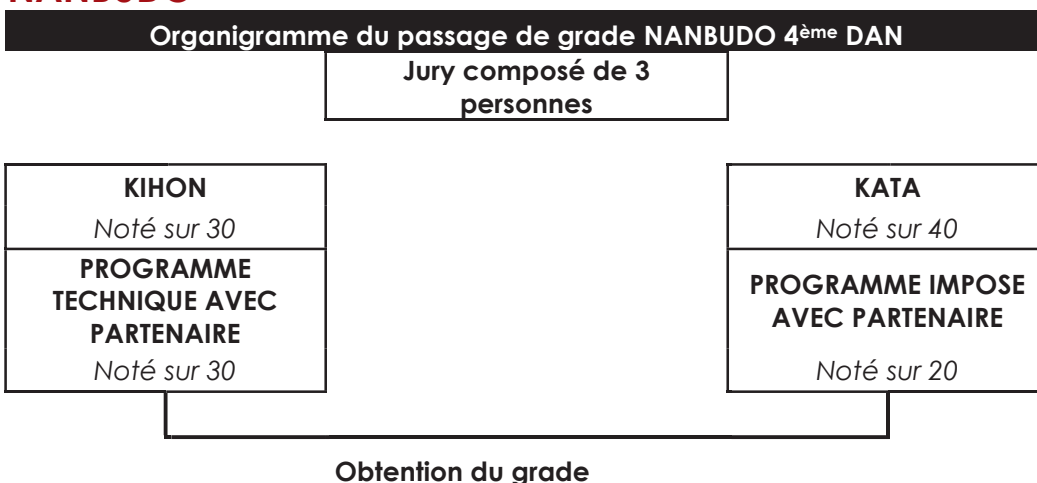 NANBUDO
Organigramme du passage de grade NANBUDO 4ème DAN
Jury composé de 3
personnes
KIHON
Noté sur 30
PROGRAMME
TECHNIQUE AVEC
PARTENAIRE
Noté sur 30
KATA
Noté sur 40
PROGRAMME IMPOSE
AVEC PARTENAIRE
Noté sur 20
Obtention du grade